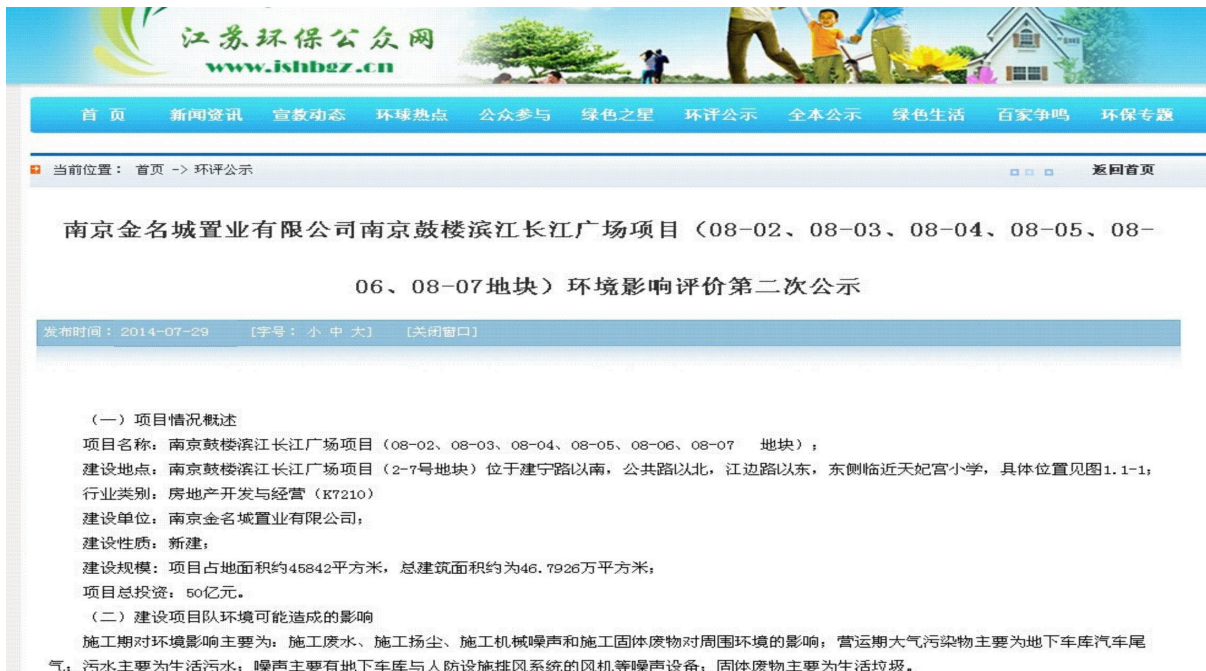 江苏环保公众网
www.jshbgz.cn
首 页 新闻资讯 宣教动态 环球热点 公众参与 绿色之星 环评公示 全本公示 绿色生活 百家争鸣 环保专题
当前位置： 首页 -> 环评公示 返回首页
南京金名城置业有限公司南京鼓楼滨江长江广场项目（08-02、08-03、08-04、08-05、08-
06、08-07地块）环境影响评价第二次公示
发布时间：2014-07-29 [字号： 小 中 大] [关闭窗口]
（一）项目情况概述
项目名称：南京鼓楼滨江长江广场项目（08-02、08-03、08-04、08-05、08-06、08-07 地块）；
建设地点：南京鼓楼滨江长江广场项目（2-7号地块）位于建宁路以南，公共路以北，江边路以东，东侧临近天妃宫小学，具体位置见图1.1-1；
行业类别：房地产开发与经营（K7210）
建设单位：南京金名城置业有限公司；
建设性质：新建；
建设规模：项目占地面积约45842平方米，总建筑面积约为46.7926万平方米；
项目总投资：50亿元。
（二）建设项目队环境可能造成的影响
施工期对环境影响主要为：施工废水、施工扬尘、施工机械噪声和施工固体废物对周围环境的影响；营运期大气污染物主要为地下车库汽车尾
气；污水主要为生活污水；噪声主要有地下车库与人防设施排风系统的风机等噪声设备；固体废物主要为生活垃圾。